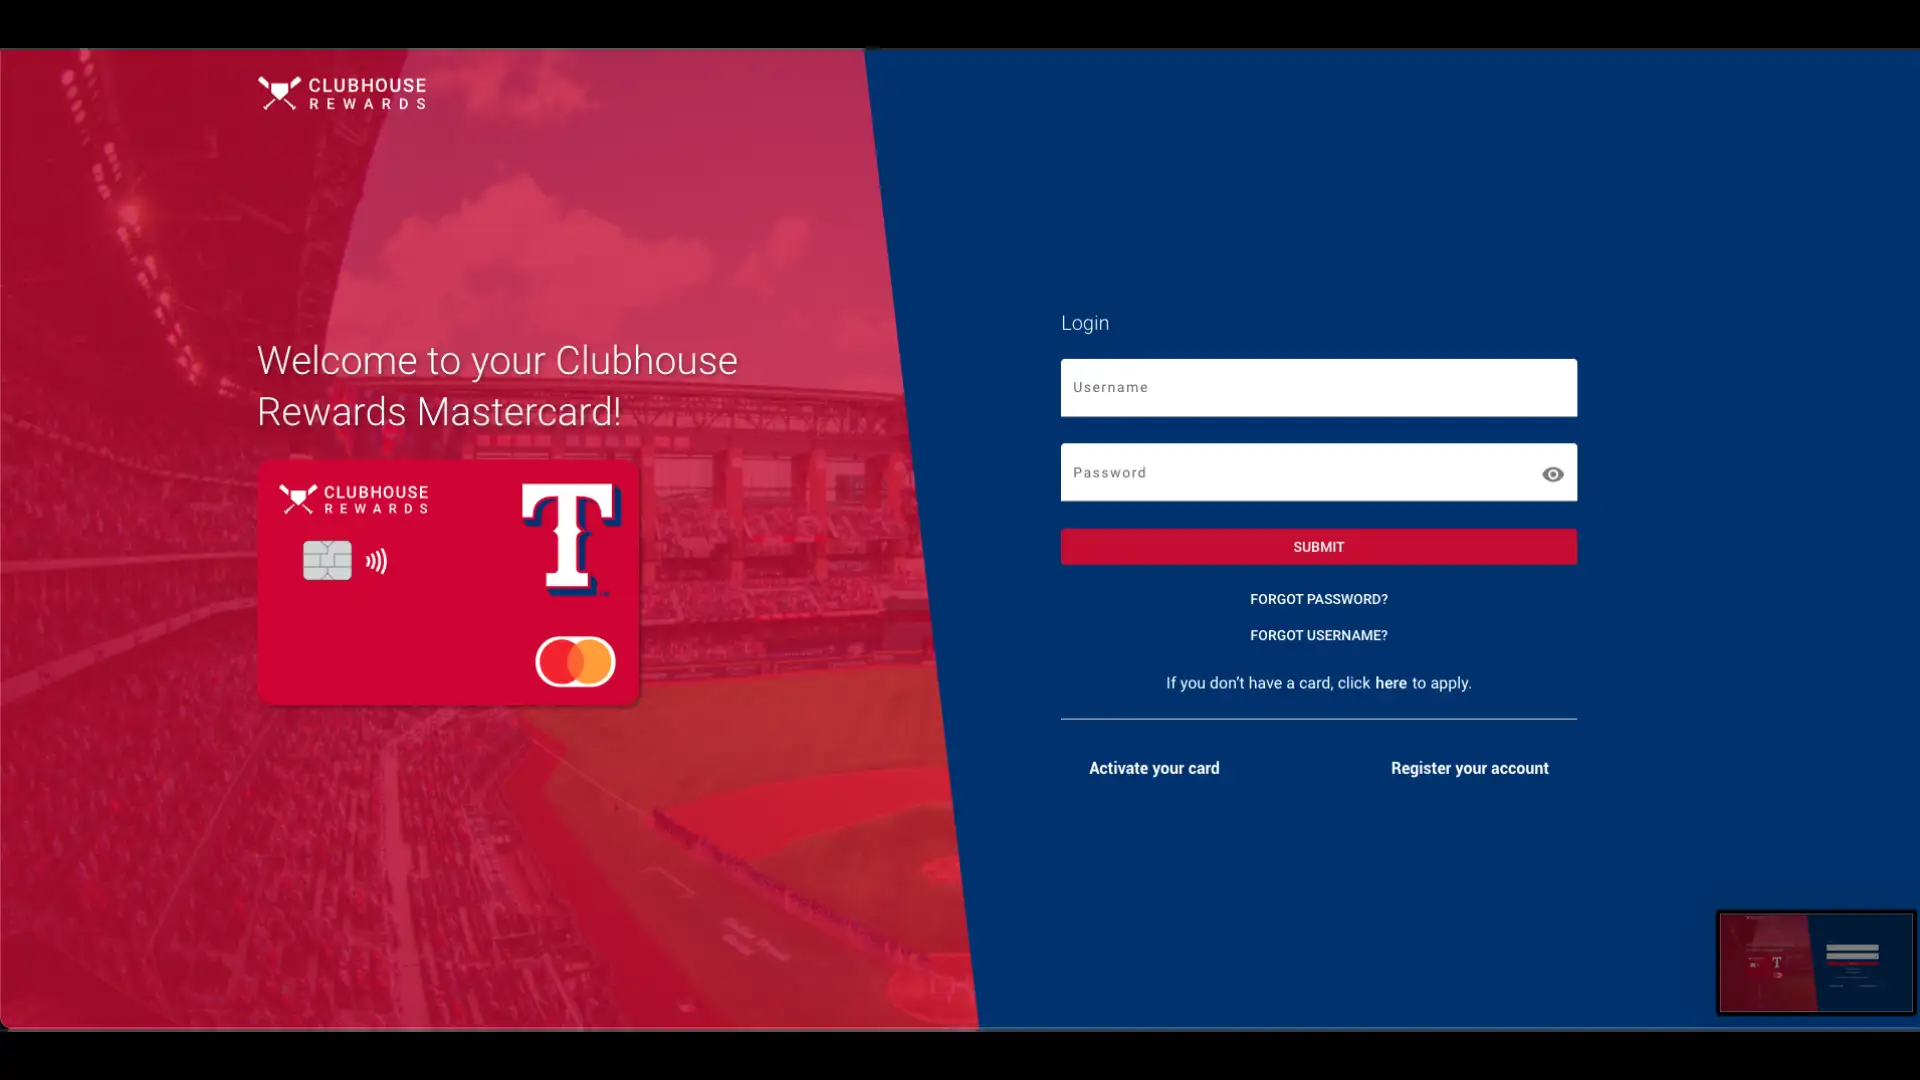 CLUBHOUSE
REWARDS
Welcome to your Clubhouse
Rewards Mastercard!
CLUBHOUSE
REWARDS
T
Login
Username
Password
SUBMIT
FORGOT PASSWORD?
FORGOT USERNAME?
If you don’t have a card, click here to apply.
Activate your card
Register your account